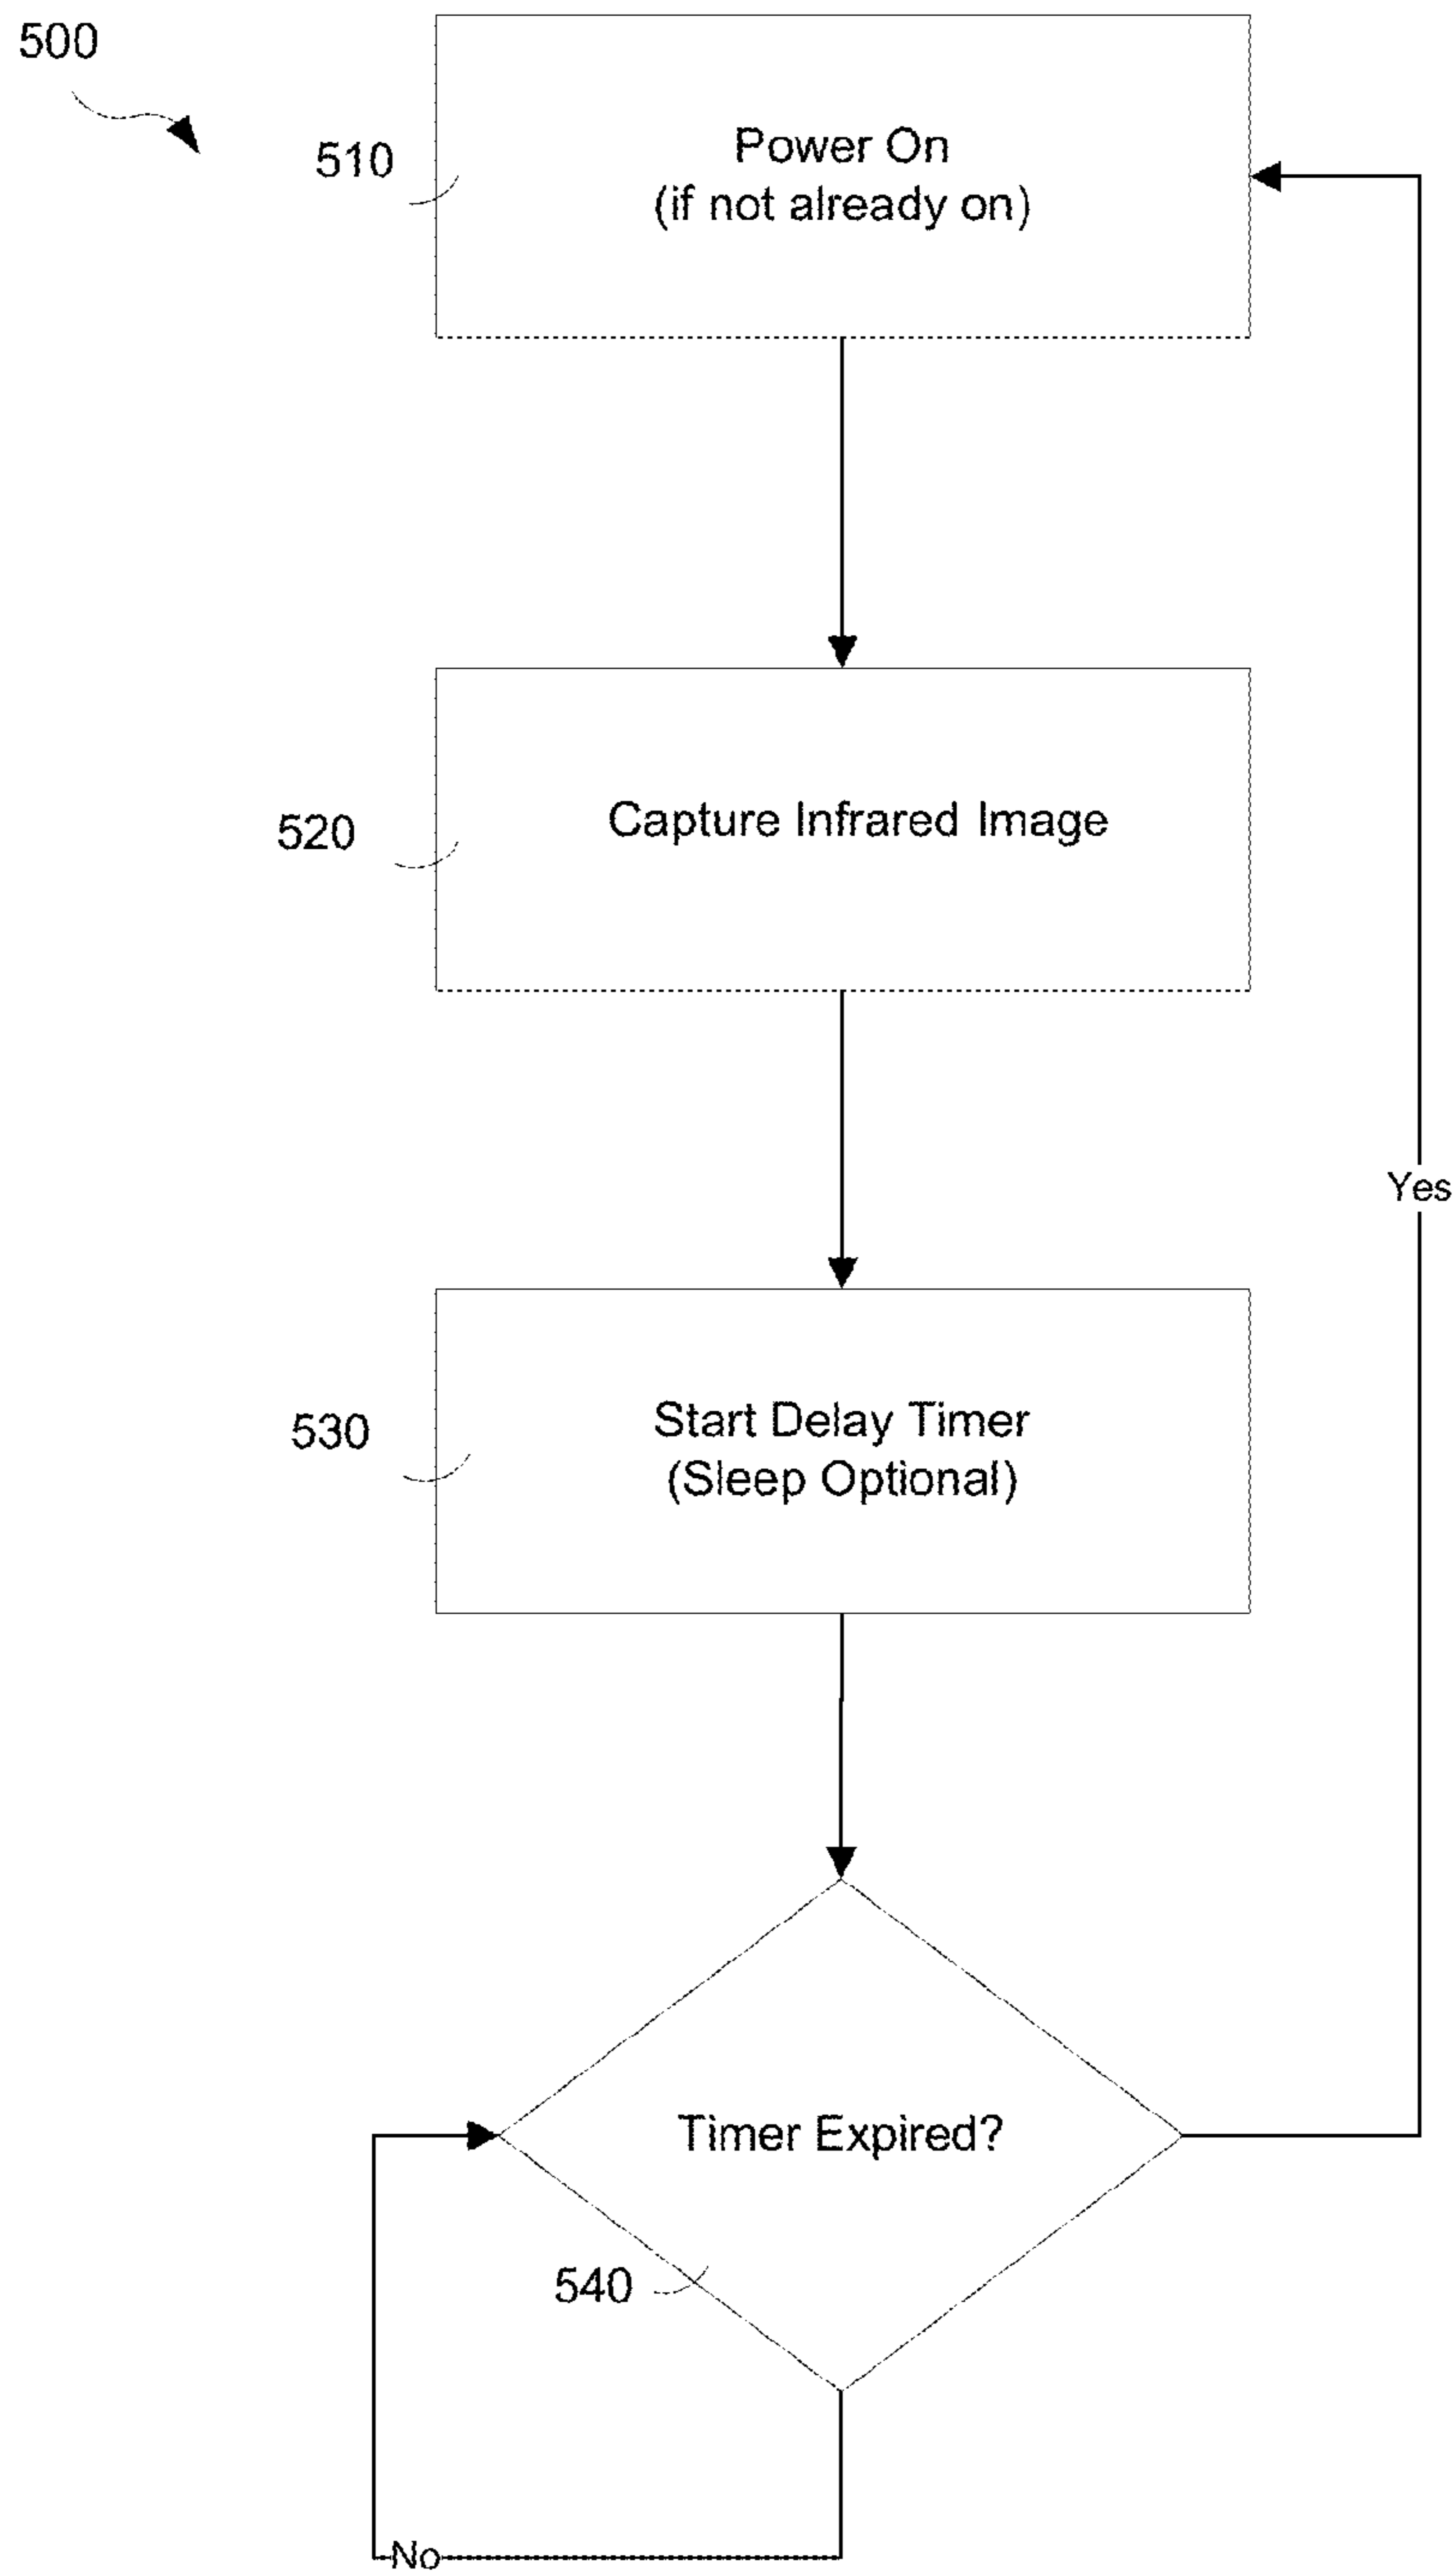 500
510
Power On
(if not already on)
520
Capture Infrared Image
Yes
530
Start Delay Timer
(Sleep Optional)
Timer Expired?
540
No